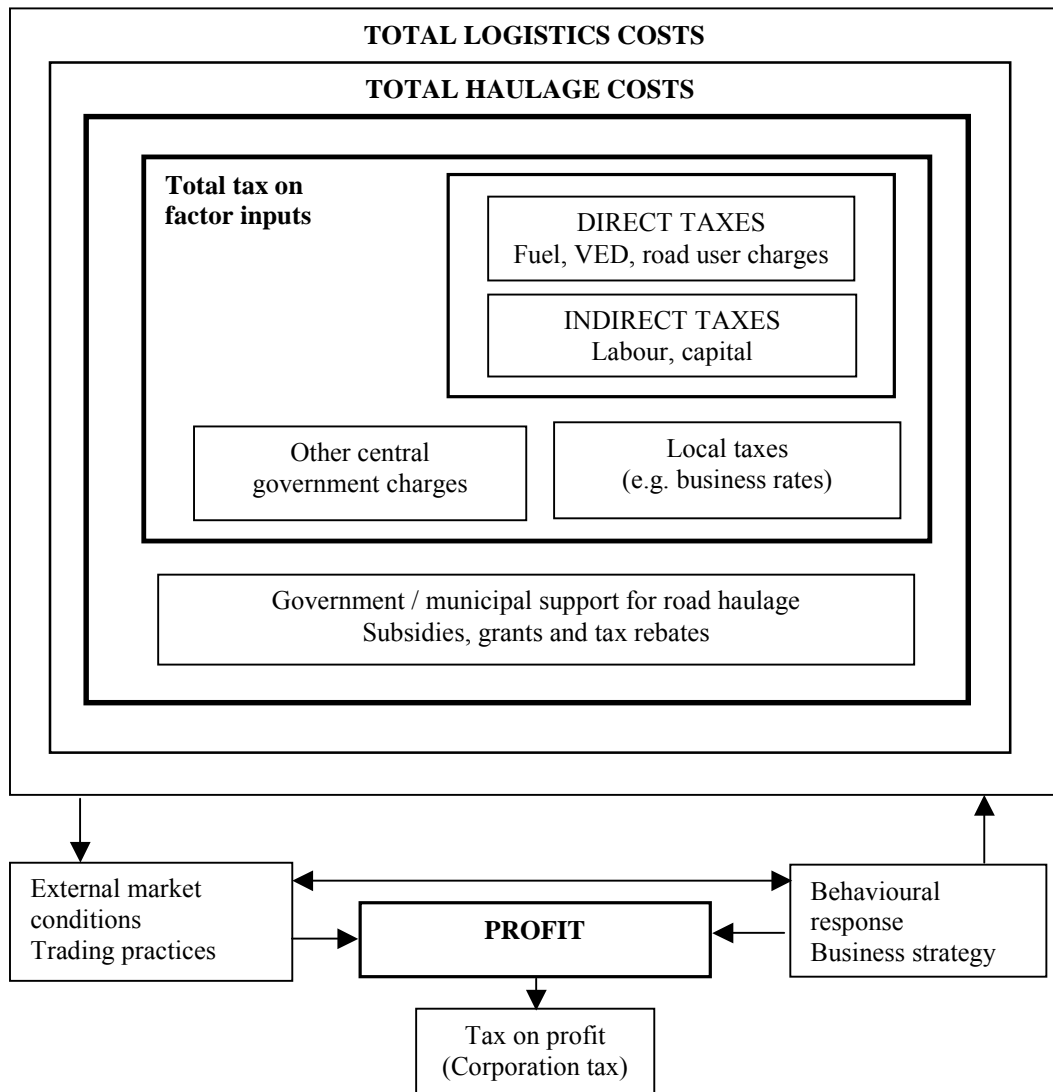 TOTAL LOGISTICS COSTS
TOTAL HAULAGE COSTS
Total tax on
factor inputs
DIRECT TAXES
Fuel, VED, road user charges
INDIRECT TAXES
Labour, capital
Other central
government charges
Local taxes
(e.g. business rates)
Government / municipal support for road haulage
Subsidies, grants and tax rebates
External market
conditions
Trading practices
PROFIT
Behavioural
response
Business strategy
Tax on profit
(Corporation tax)